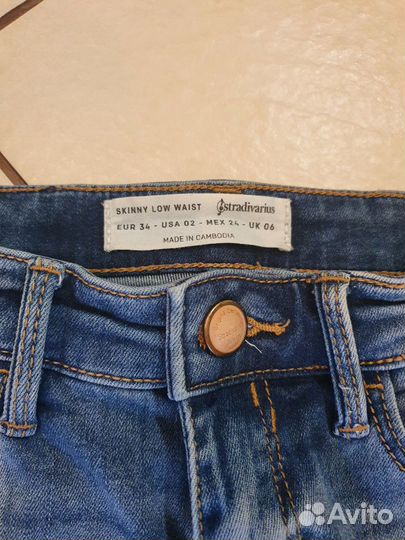 SKINNY LOW WAIST stradivarius
EUR 34 - USA 02 - MEX 24 - UK 06
MADE IN CAMBODIA
Avito